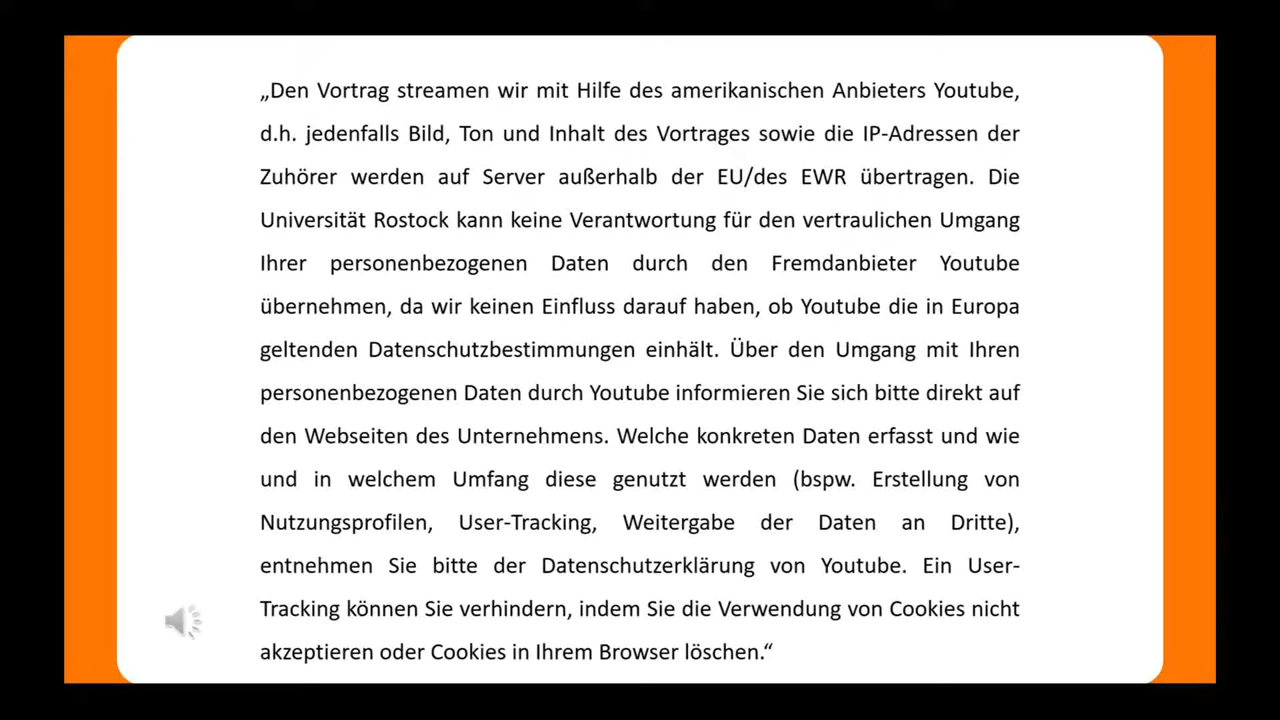 „Den Vortrag streamen wir mit Hilfe des amerikanischen Anbieters Youtube,
d.h. jedenfalls Bild, Ton und Inhalt des Vortrages sowie die IP-Adressen der
Zuhörer werden auf Server außerhalb der EU/des EWR übertragen. Die
Universität Rostock kann keine Verantwortung für den vertraulichen Umgang
Ihrer personenbezogenen Daten durch den Fremdanbieter Youtube
übernehmen, da wir keinen Einfluss darauf haben, ob Youtube die in Europa
geltenden Datenschutzbestimmungen einhält. Über den Umgang mit Ihren
personenbezogenen Daten durch Youtube informieren Sie sich bitte direkt auf
den Webseiten des Unternehmens. Welche konkreten Daten erfasst und wie
und in welchem Umfang diese genutzt werden (bspw. Erstellung von
Nutzungsprofilen, User-Tracking, Weitergabe der Daten an Dritte),
entnehmen Sie bitte der Datenschutzerklärung von Youtube. Ein User-
Tracking können Sie verhindern, indem Sie die Verwendung von Cookies nicht
akzeptieren oder Cookies in Ihrem Browser löschen.“